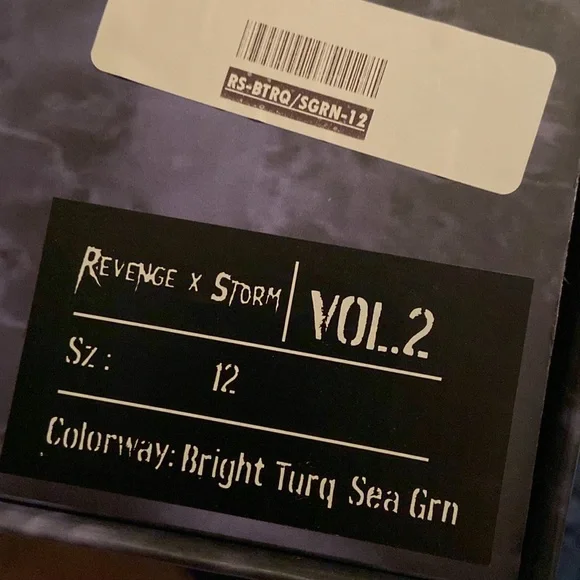 RS-BTRQ/SGRN-12
REVENGE X STORM
VOL.2
Sz: 12
Colorway: Bright Turq Sea Grn